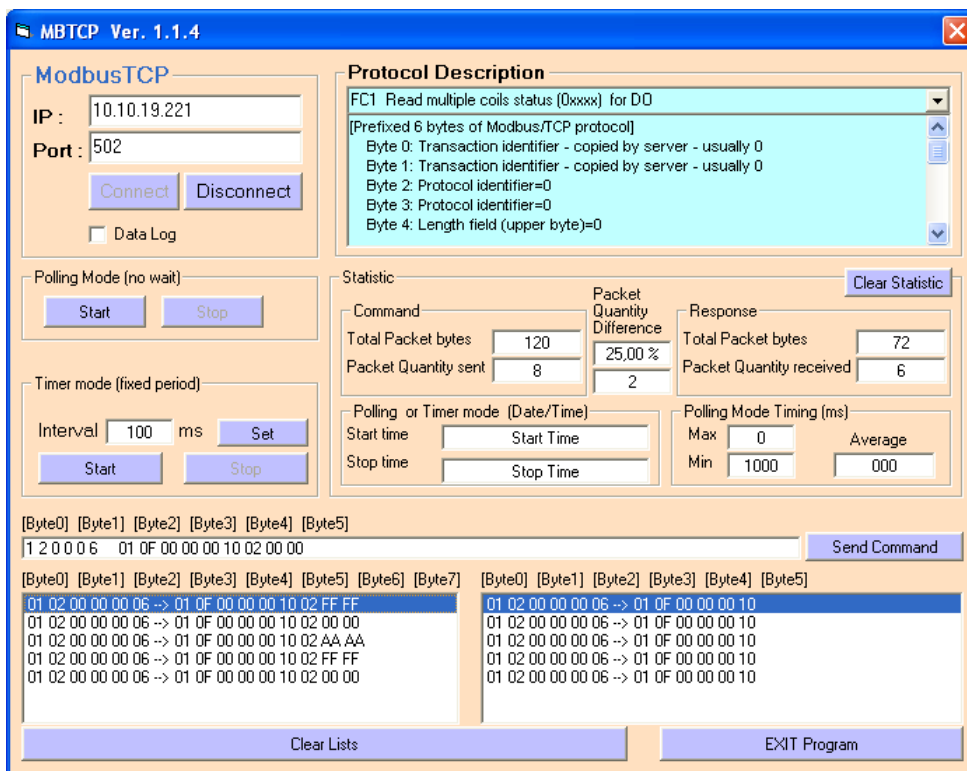 MBTCP Ver. 1.1.4
ModbusTCP
IP : 10.10.19.221
Port : 502
Connect Disconnect
Data Log
Protocol Description
FC1 Read multiple coils status (0xxxx) for DO
[Prefixed 6 bytes of Modbus/TCP protocol]
Byte 0: Transaction identifier - copied by server - usually 0
Byte 1: Transaction identifier - copied by server - usually 0
Byte 2: Protocol identifier=0
Byte 3: Protocol identifier=0
Byte 4: Length field (upper byte)=0
Polling Mode (no wait)
Start Stop
Timer mode (fixed period)
Interval 100 ms Set
Start Stop
Statistic
Clear Statistic
Command
Total Packet bytes 120
Packet Quantity sent 8
Packet
Quantity
Difference
25,00 %
2
Response
Total Packet bytes 72
Packet Quantity received 6
Polling or Timer mode (Date/Time)
Start time Start Time
Stop time Stop Time
Polling Mode Timing (ms)
Max 0
Min 1000
Average
000
[Byte0] [Byte1] [Byte2] [Byte3] [Byte4] [Byte5]
1 2 0 0 0 6 01 0F 00 00 00 10 02 00 00
Send Command
[Byte0] [Byte1] [Byte2] [Byte3] [Byte4] [Byte5] [Byte6] [Byte7]
01 02 00 00 00 06 --> 01 0F 00 00 00 10 02 FF FF
01 02 00 00 00 06 --> 01 0F 00 00 00 10 02 00 00
01 02 00 00 00 06 --> 01 0F 00 00 00 10 02 AA AA
01 02 00 00 00 06 --> 01 0F 00 00 00 10 02 FF FF
01 02 00 00 00 06 --> 01 0F 00 00 00 10 02 00 00
[Byte0] [Byte1] [Byte2] [Byte3] [Byte4] [Byte5]
01 02 00 00 00 06 --> 01 0F 00 00 00 10
01 02 00 00 00 06 --> 01 0F 00 00 00 10
01 02 00 00 00 06 --> 01 0F 00 00 00 10
01 02 00 00 00 06 --> 01 0F 00 00 00 10
01 02 00 00 00 06 --> 01 0F 00 00 00 10
Clear Lists
EXIT Program